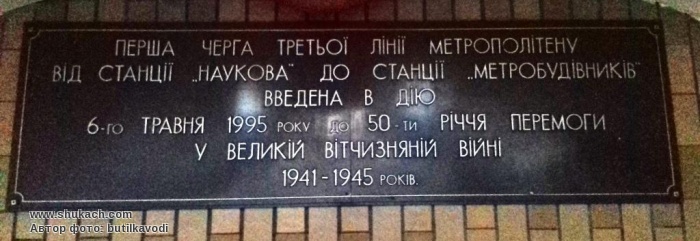 ПЕРША ЧЕРГА ТРЕТЬОЇ ЛІНІЇ МЕТРОПОЛІТЕНУ
ВІД СТАНЦІЇ „НАУКОВА“ ДО СТАНЦІЇ „МЕТРОБУДІВНИКІВ“
ВВЕДЕНА В ДІЮ
6-го ТРАВНЯ 1995 РОКУ ДО 50-ТИ РІЧЧЯ ПЕРЕМОГИ
У ВЕЛИКІЙ ВІТЧИЗНЯНІЙ ВІЙНІ
1941-1945 РОКІВ.
www.shukach.com
Автор фото: butilkavodi